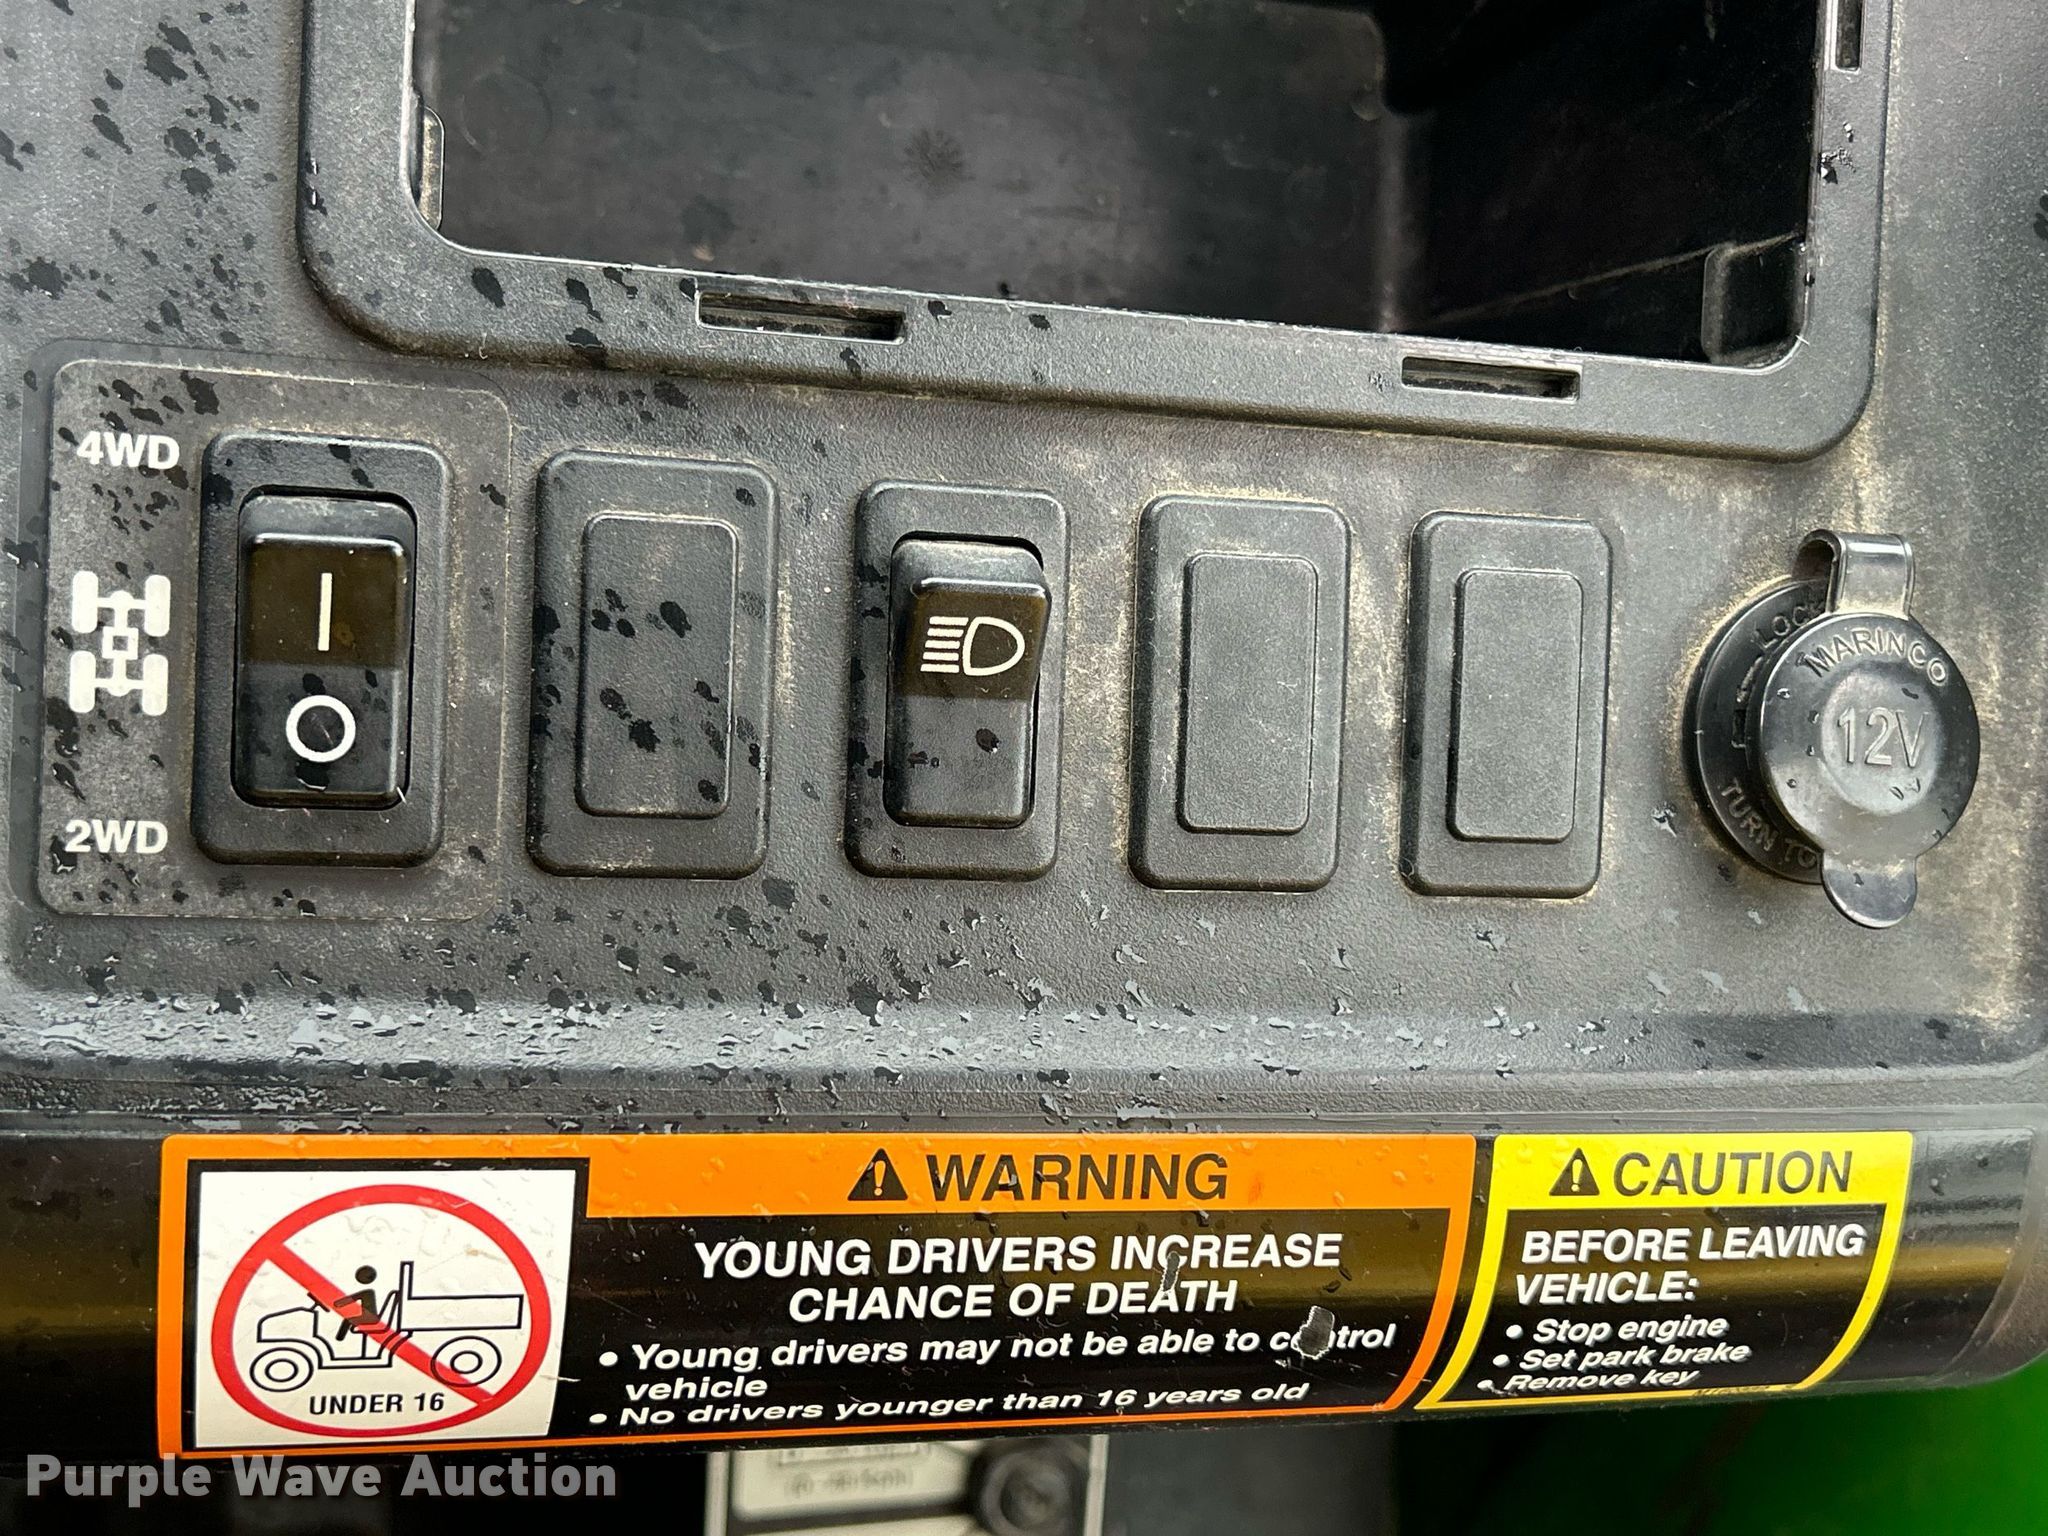 4WD
2WD
LOCK
MARINCO
12V
TURN TO
WARNING
YOUNG DRIVERS INCREASE
CHANCE OF DEATH
• Young drivers may not be able to control
vehicle
• No drivers younger than 16 years old
UNDER 16
CAUTION
BEFORE LEAVING
VEHICLE:
• Stop engine
• Set park brake
• Remove key
Purple Wave Auction